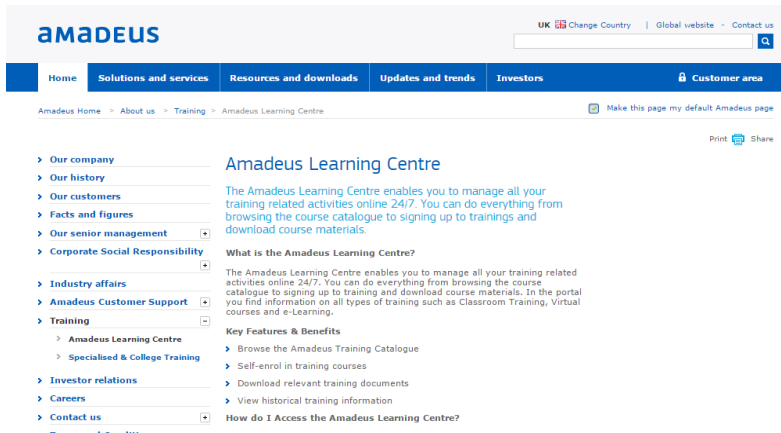 UK Change Country | Global website - Contact us
amadeus
Home Solutions and services Resources and downloads Updates and trends Investors Customer area
Amadeus Home > About us > Training > Amadeus Learning Centre
Make this page my default Amadeus page
Print Share
Our company
Our history
Our customers
Facts and figures
Our senior management
Corporate Social Responsibility
Industry affairs
Amadeus Customer Support
Training
Amadeus Learning Centre
Specialised & College Training
Investor relations
Careers
Contact us
Amadeus Learning Centre
The Amadeus Learning Centre enables you to manage all your
training related activities online 24/7. You can do everything from
browsing the course catalogue to signing up to trainings and
download course materials.
What is the Amadeus Learning Centre?
The Amadeus Learning Centre enables you to manage all your training related
activities online 24/7. You can do everything from browsing the course
catalogue to signing up to training and download course materials. In the portal
you find information on all types of training such as Classroom Training, Virtual
courses and e-Learning.
Key Features & Benefits
Browse the Amadeus Training Catalogue
Self-enrol in training courses
Download relevant training documents
View historical training information
How do I Access the Amadeus Learning Centre?